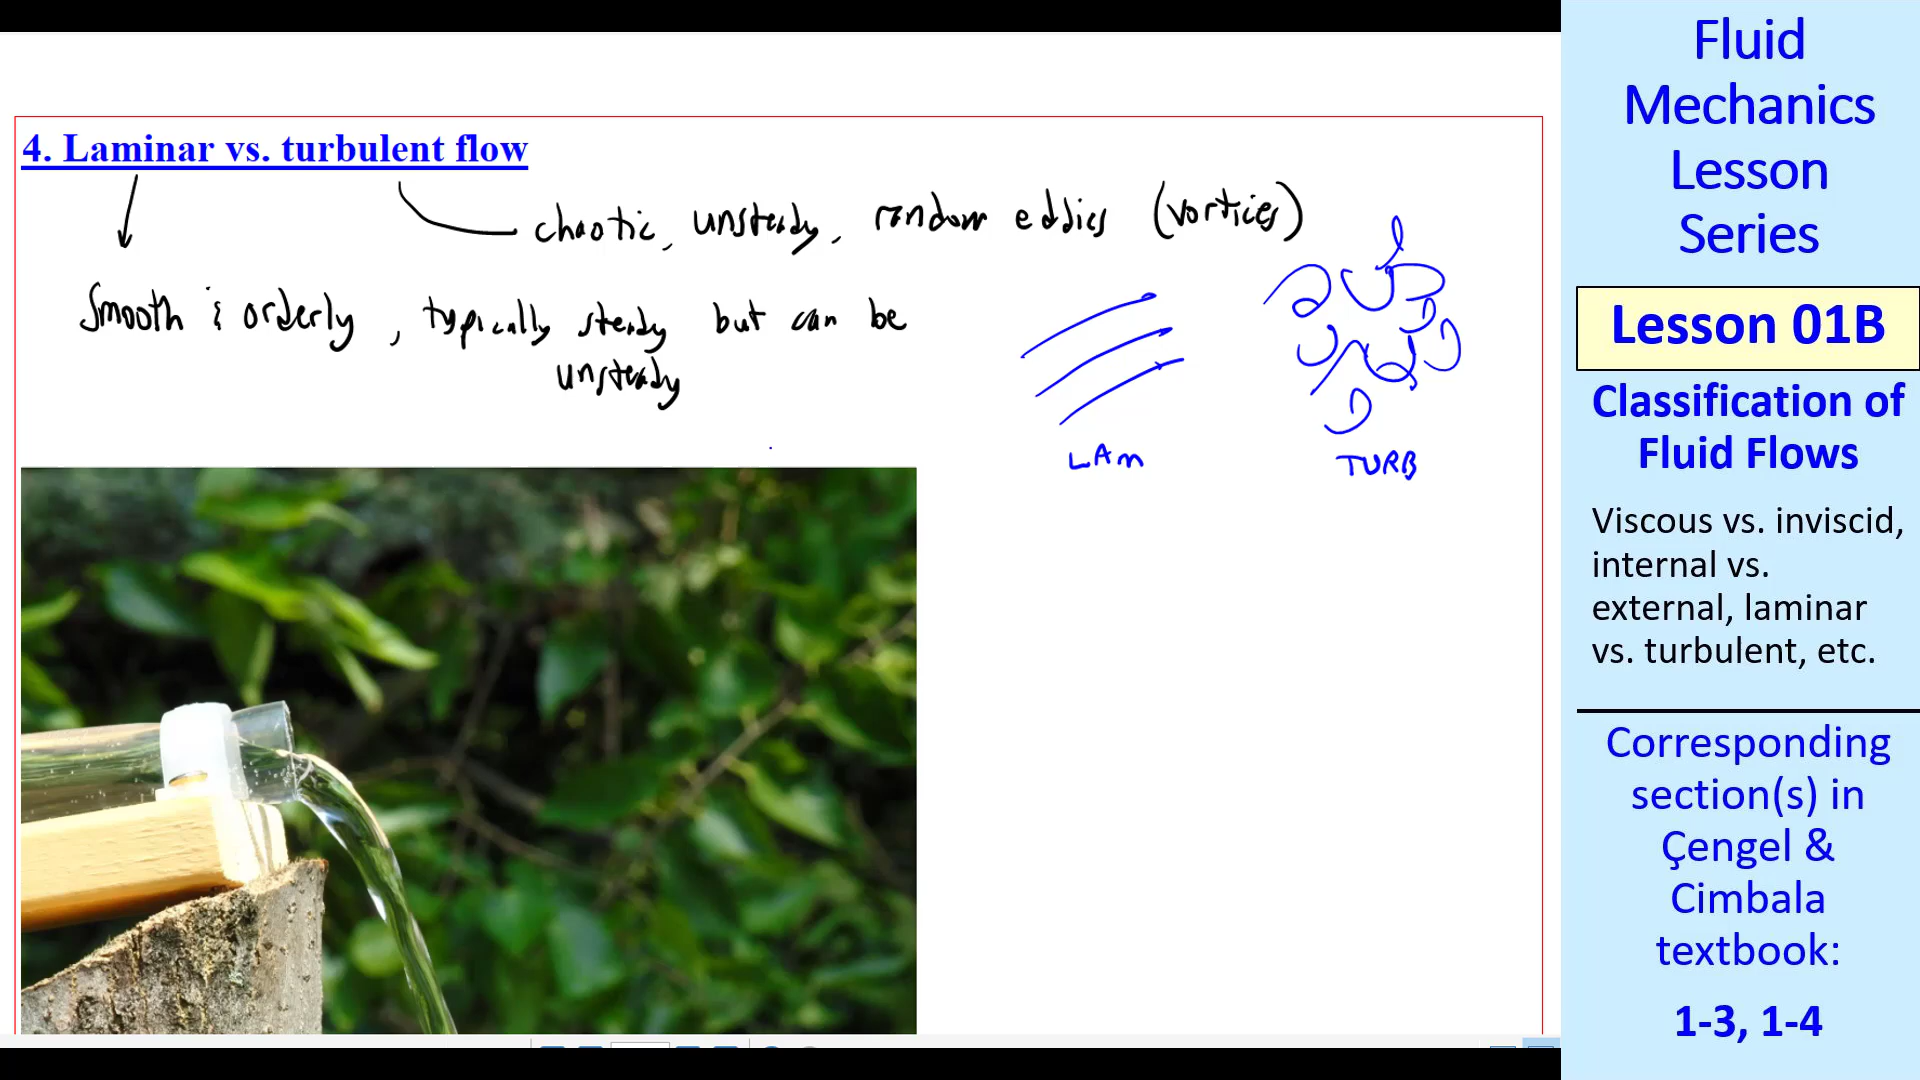 4. Laminar vs. turbulent flow
chaotic, unsteady, random eddies (vortices)
Smooth & orderly, typically steady but can be
unsteady
LAM
TURB
Fluid
Mechanics
Lesson
Series
Lesson 01B
Classification of
Fluid Flows
Viscous vs. inviscid,
internal vs.
external, laminar
vs. turbulent, etc.
Corresponding
section(s) in
Çengel &
Cimbala
textbook:
1-3, 1-4